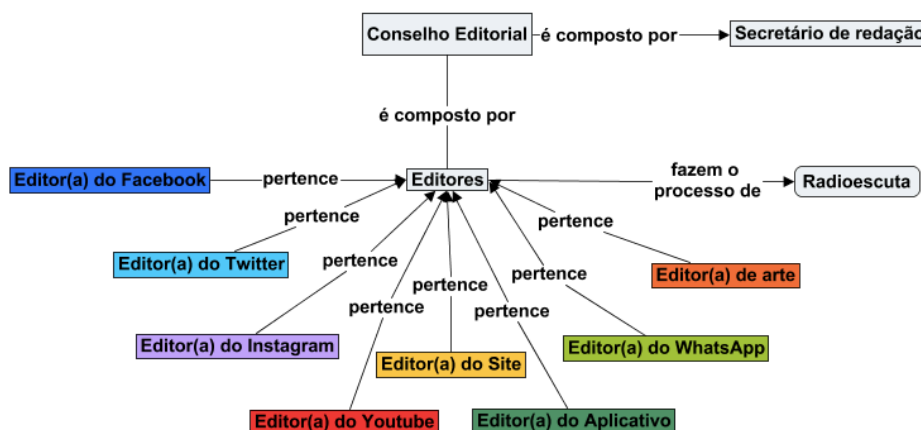 Conselho Editorial
é composto por
Secretário de redação
é composto por
Editor(a) do Facebook
pertence
Editores
fazem o
processo de
Radioescuta
pertence
pertence
Editor(a) do Twitter
pertence
pertence
Editor(a) de arte
pertence
pertence
pertence
Editor(a) do Instagram
Editor(a) do Site
Editor(a) do WhatsApp
Editor(a) do Youtube
Editor(a) do Aplicativo